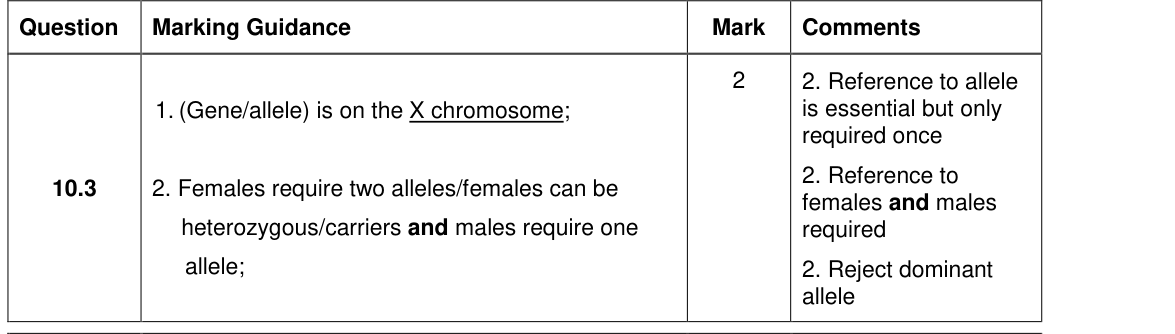 Question Marking Guidance Mark Comments
10.3
1. (Gene/allele) is on the X chromosome;
2. Females require two alleles/females can be
heterozygous/carriers and males require one
allele;
2
2. Reference to allele
is essential but only
required once
2. Reference to
females and males
required
2. Reject dominant
allele